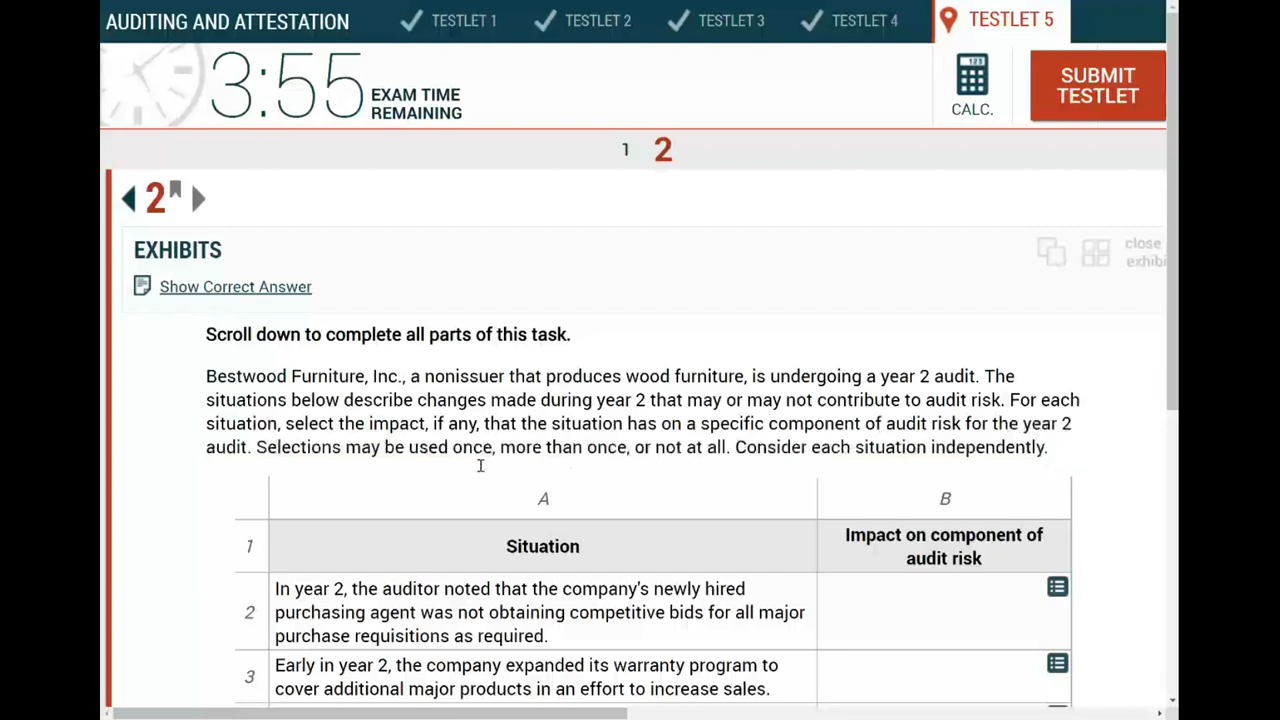 AUDITING AND ATTESTATION
TESTLET 1
TESTLET 2
TESTLET 3
TESTLET 4
TESTLET 5
3:55
EXAM TIME
REMAINING
123
CALC.
SUBMIT
TESTLET
1 2
2
EXHIBITS
close
exhibi
Show Correct Answer
Scroll down to complete all parts of this task.
Bestwood Furniture, Inc., a nonissuer that produces wood furniture, is undergoing a year 2 audit. The
situations below describe changes made during year 2 that may or may not contribute to audit risk. For each
situation, select the impact, if any, that the situation has on a specific component of audit risk for the year 2
audit. Selections may be used once, more than once, or not at all. Consider each situation independently.
A B
1 Situation Impact on component of
audit risk
2 In year 2, the auditor noted that the company's newly hired
purchasing agent was not obtaining competitive bids for all major
purchase requisitions as required.
3 Early in year 2, the company expanded its warranty program to
cover additional major products in an effort to increase sales.